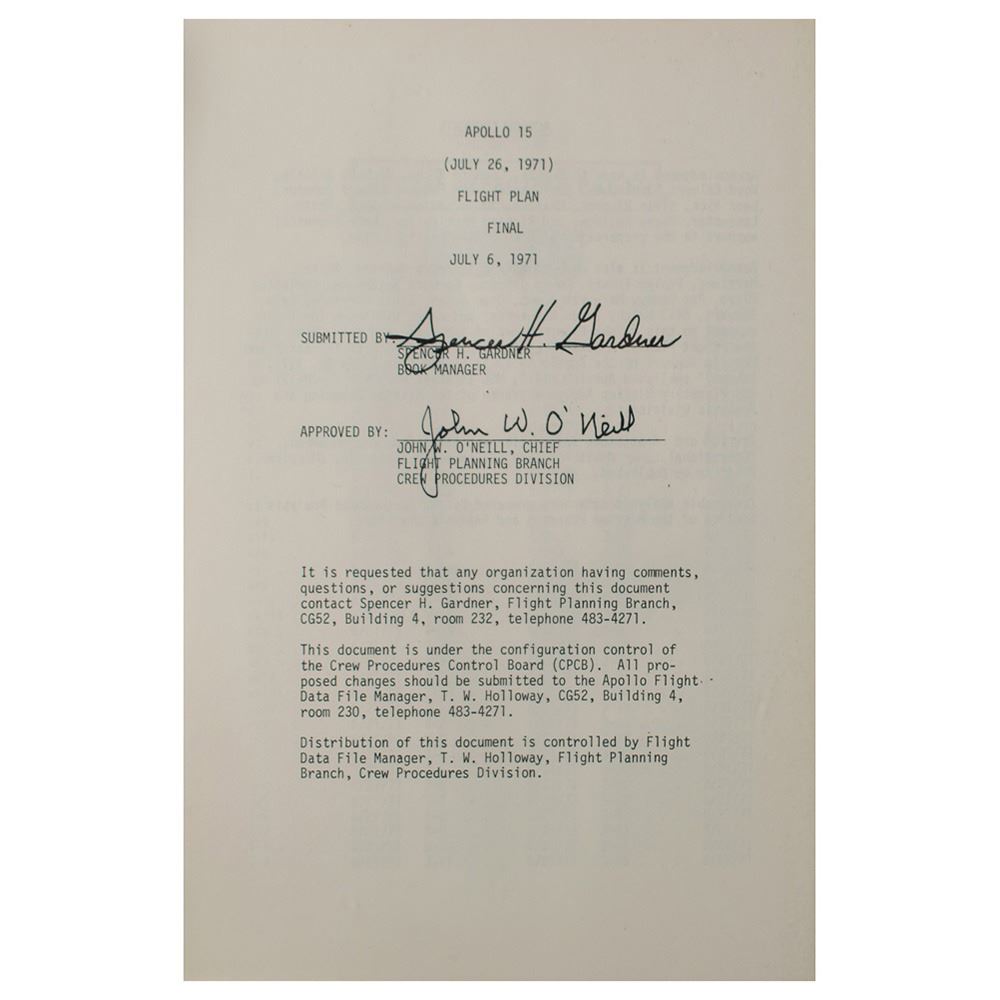 APOLLO 15
(JULY 26, 1971)
FLIGHT PLAN
FINAL
JULY 6, 1971
SUBMITTED BY: Spencer H. Gardner
SPENCER H. GARDNER
BOOK MANAGER
APPROVED BY: John W. O'Neill
JOHN W. O'NEILL, CHIEF
FLIGHT PLANNING BRANCH
CREW PROCEDURES DIVISION
It is requested that any organization having comments,
questions, or suggestions concerning this document
contact Spencer H. Gardner, Flight Planning Branch,
CG52, Building 4, room 232, telephone 483-4271.
This document is under the configuration control of
the Crew Procedures Control Board (CPCB). All pro-
posed changes should be submitted to the Apollo Flight
Data File Manager, T. W. Holloway, CG52, Building 4,
room 230, telephone 483-4271.
Distribution of this document is controlled by Flight
Data File Manager, T. W. Holloway, Flight Planning
Branch, Crew Procedures Division.